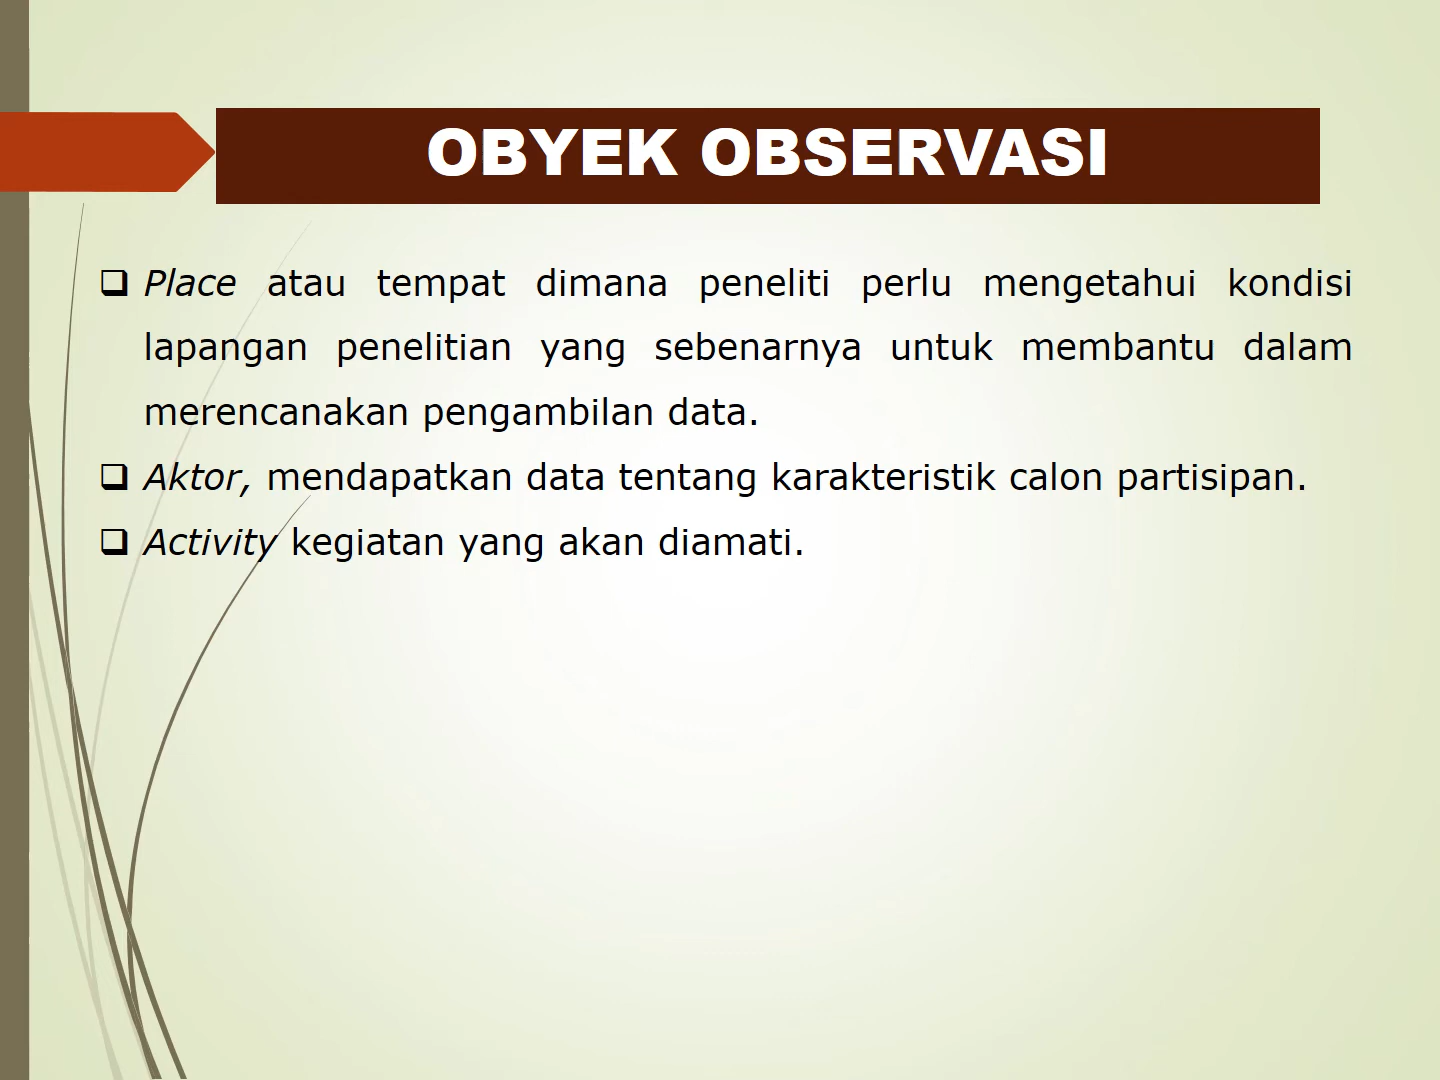 OBYEK OBSERVASI
❑ Place atau tempat dimana peneliti perlu mengetahui kondisi
lapangan penelitian yang sebenarnya untuk membantu dalam
merencanakan pengambilan data.
❑ Aktor, mendapatkan data tentang karakteristik calon partisipan.
❑ Activity kegiatan yang akan diamati.